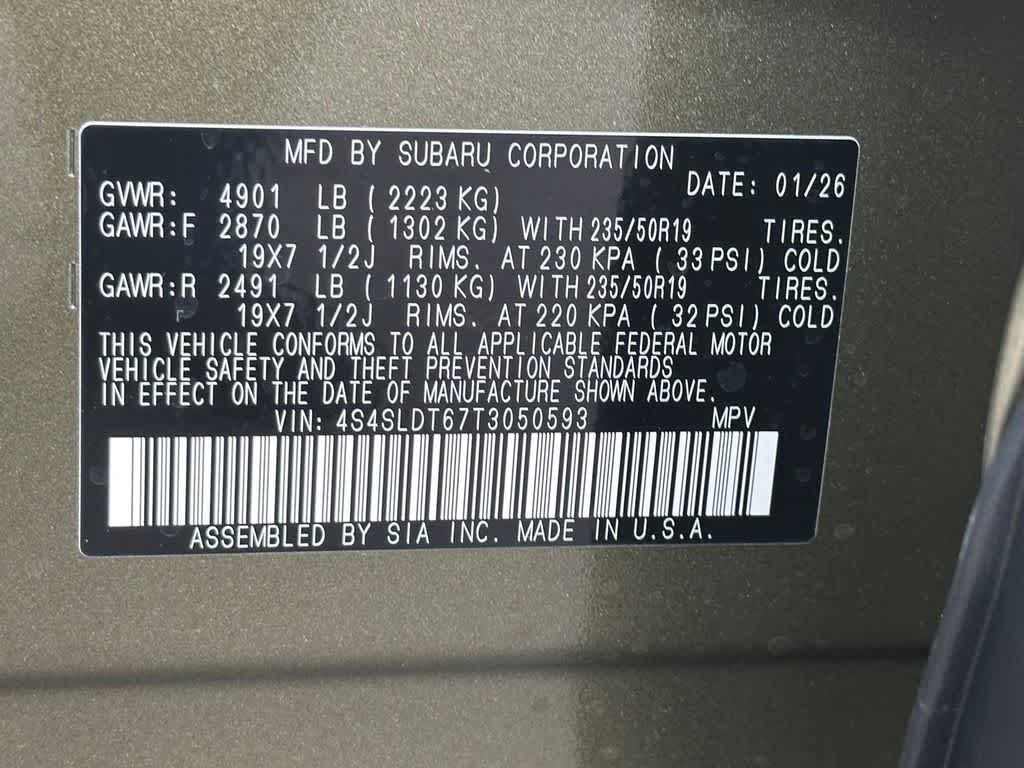 MFD BY SUBARU CORPORATION
DATE: 01/26
GVWR: 4901 LB ( 2223 KG)
GAWR:F 2870 LB ( 1302 KG) WITH 235/50R19 TIRES.
19X7 1/2J RIMS. AT 230 KPA ( 33 PSI) COLD
GAWR:R 2491 LB ( 1130 KG) WITH 235/50R19 TIRES.
19X7 1/2J RIMS. AT 220 KPA ( 32 PSI) COLD
THIS VEHICLE CONFORMS TO ALL APPLICABLE FEDERAL MOTOR
VEHICLE SAFETY AND THEFT PREVENTION STANDARDS
IN EFFECT ON THE DATE OF MANUFACTURE SHOWN ABOVE.
VIN: 4S4SLDT67T3050593 MPV
ASSEMBLED BY SIA INC. MADE IN U.S.A.